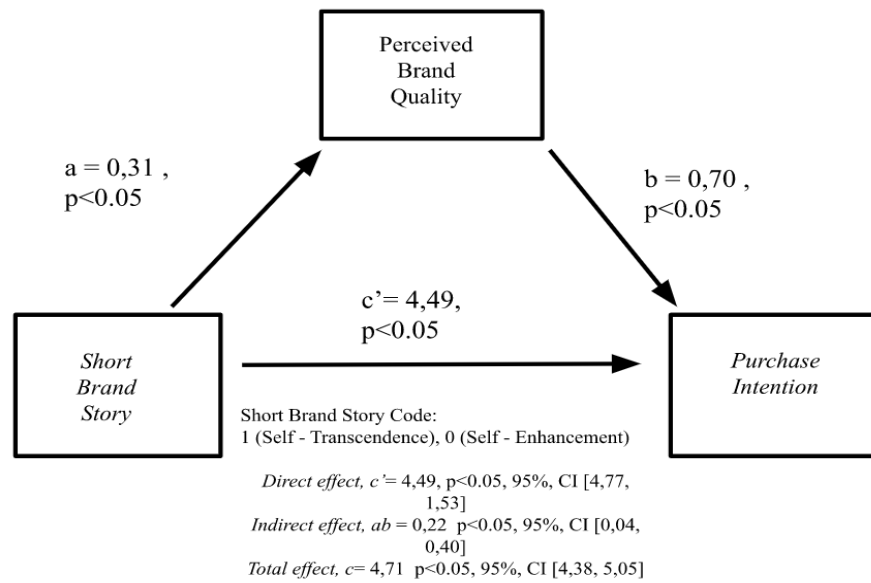 Perceived
Brand
Quality
a = 0,31 ,
p<0.05
b = 0,70 ,
p<0.05
c’= 4,49,
p<0.05
Short
Brand
Story
Purchase
Intention
Short Brand Story Code:
1 (Self - Transcendence), 0 (Self - Enhancement)
Direct effect, c’= 4,49, p<0.05, 95%, CI [4,77,
1,53]
Indirect effect, ab = 0,22 p<0.05, 95%, CI [0,04,
0,40]
Total effect, c= 4,71 p<0.05, 95%, CI [4,38, 5,05]